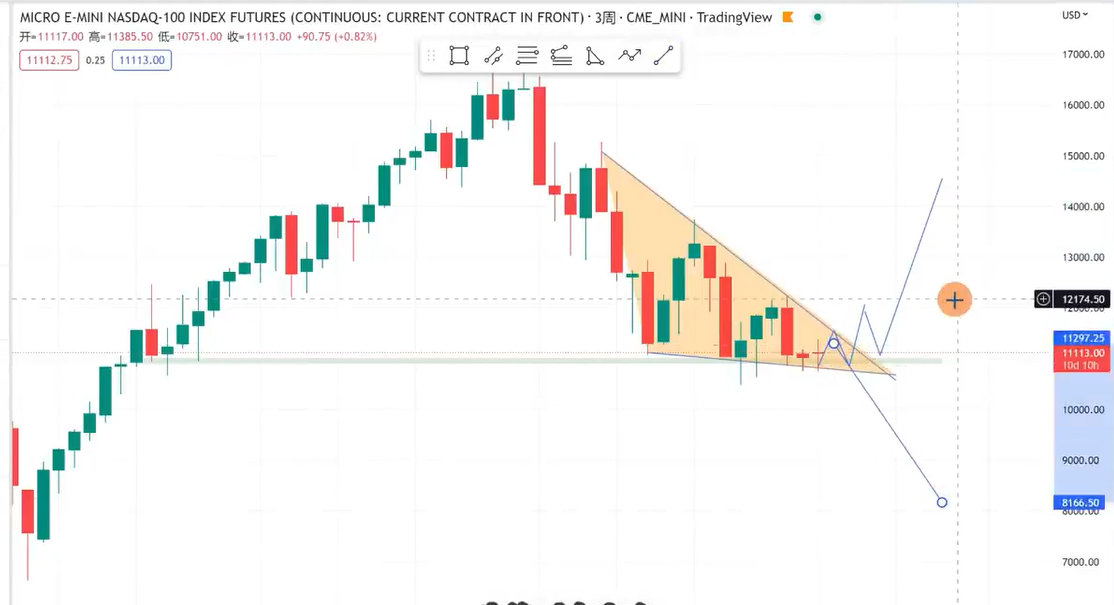 MICRO E-MINI NASDAQ-100 INDEX FUTURES (CONTINUOUS: CURRENT CONTRACT IN FRONT) · 3周 · CME_MINI · TradingView
USD
开=11117.00 高=11385.50 低=10751.00 收=11113.00 +90.75 (+0.82%)
11112.75 0.25 11113.00
17000.00
16000.00
15000.00
14000.00
13000.00
12174.50
12000.00
11297.25
11113.00
10d 10h
10000.00
9000.00
8166.50
8000.00
7000.00